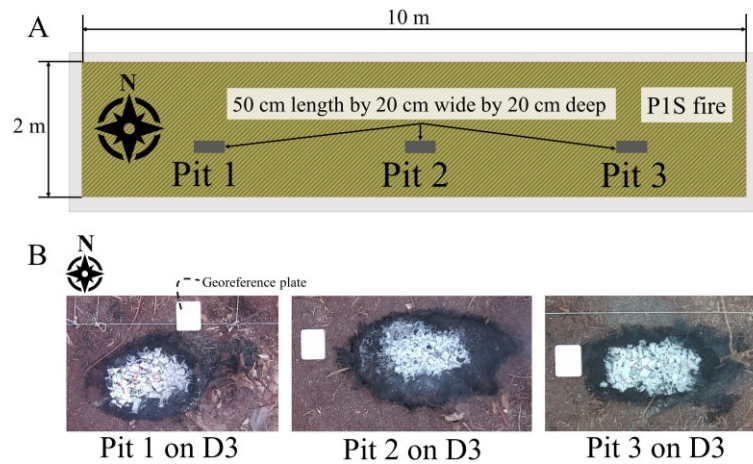 A
10 m
N
2 m
50 cm length by 20 cm wide by 20 cm deep
P1S fire
Pit 1
Pit 2
Pit 3
B
N
Georeference plate
Pit 1 on D3
Pit 2 on D3
Pit 3 on D3